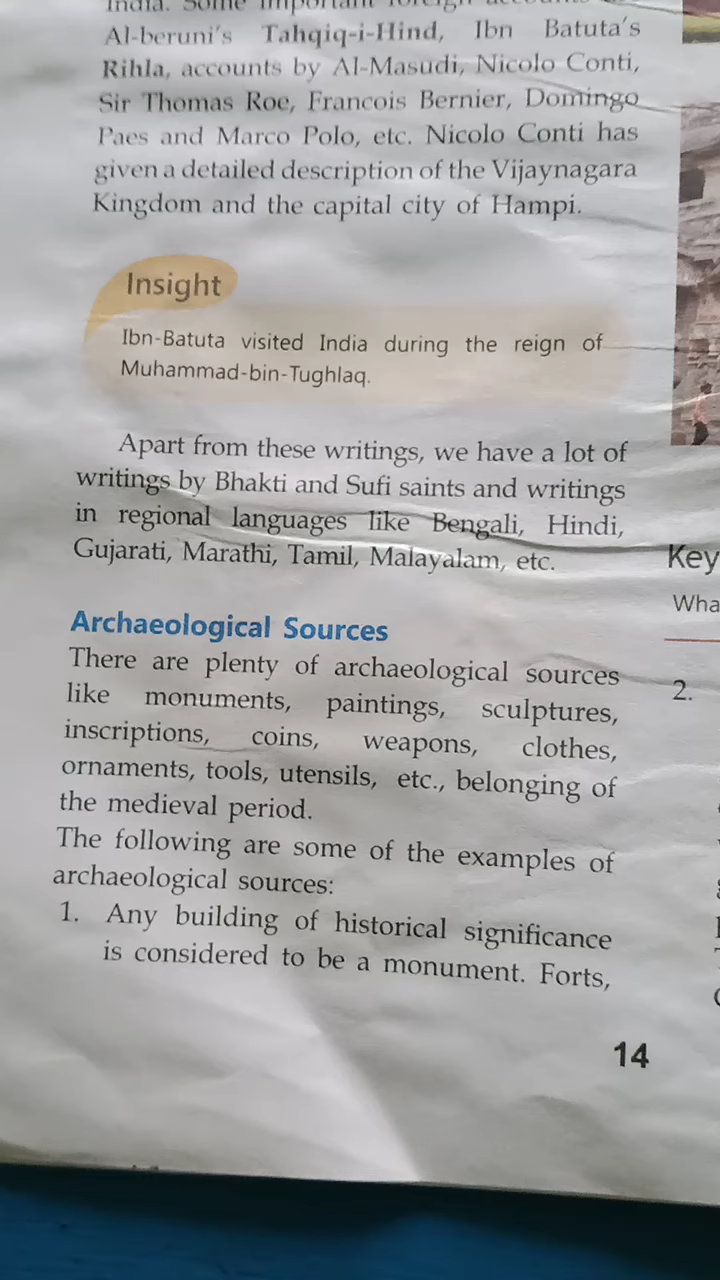 India. Some important foreign accounts
Al-beruni's Tahqiq-i-Hind, Ibn Batuta's
Rihla, accounts by Al-Masudi, Nicolo Conti,
Sir Thomas Roe, Francois Bernier, Domingo
Paes and Marco Polo, etc. Nicolo Conti has
given a detailed description of the Vijaynagara
Kingdom and the capital city of Hampi.
Insight
Ibn-Batuta visited India during the reign of
Muhammad-bin-Tughlaq.
Apart from these writings, we have a lot of
writings by Bhakti and Sufi saints and writings
in regional languages like Bengali, Hindi,
Gujarati, Marathi, Tamil, Malayalam, etc.
Archaeological Sources
There are plenty of archaeological sources
like monuments, paintings, sculptures,
inscriptions, coins, weapons, clothes,
ornaments, tools, utensils, etc., belonging of
the medieval period.
The following are some of the examples of
archaeological sources:
1. Any building of historical significance
is considered to be a monument. Forts,
14
Key
Wha
2.